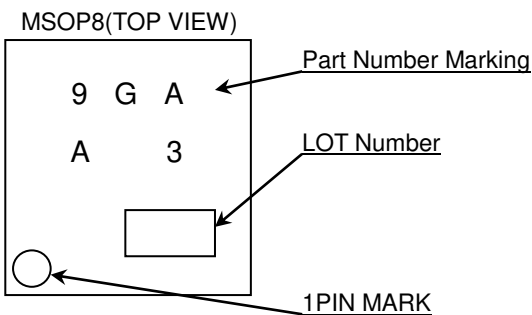 MSOP8(TOP VIEW)
Part Number Marking
9 G A
A 3
LOT Number
1PIN MARK